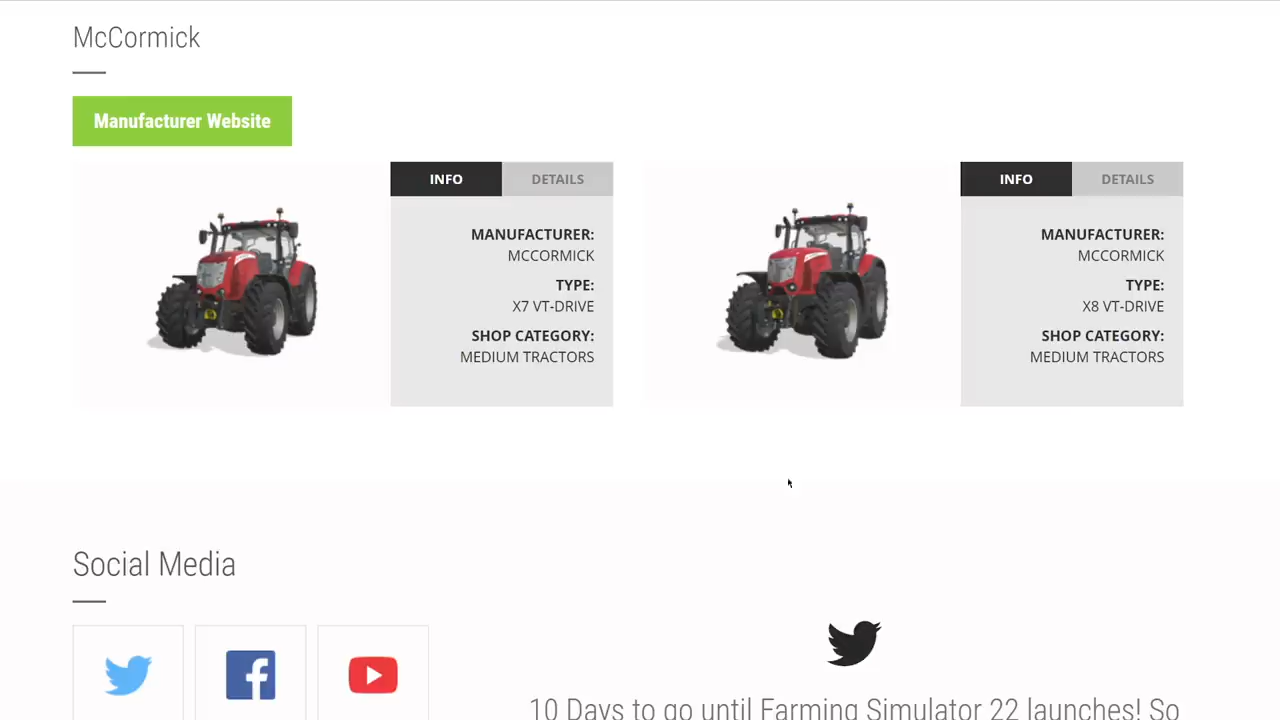 McCormick
Manufacturer Website
INFO
DETAILS
MANUFACTURER:
MCCORMICK
TYPE:
X7 VT-DRIVE
SHOP CATEGORY:
MEDIUM TRACTORS
INFO
DETAILS
MANUFACTURER:
MCCORMICK
TYPE:
X8 VT-DRIVE
SHOP CATEGORY:
MEDIUM TRACTORS
Social Media
10 Days to go until Farming Simulator 22 launches! So